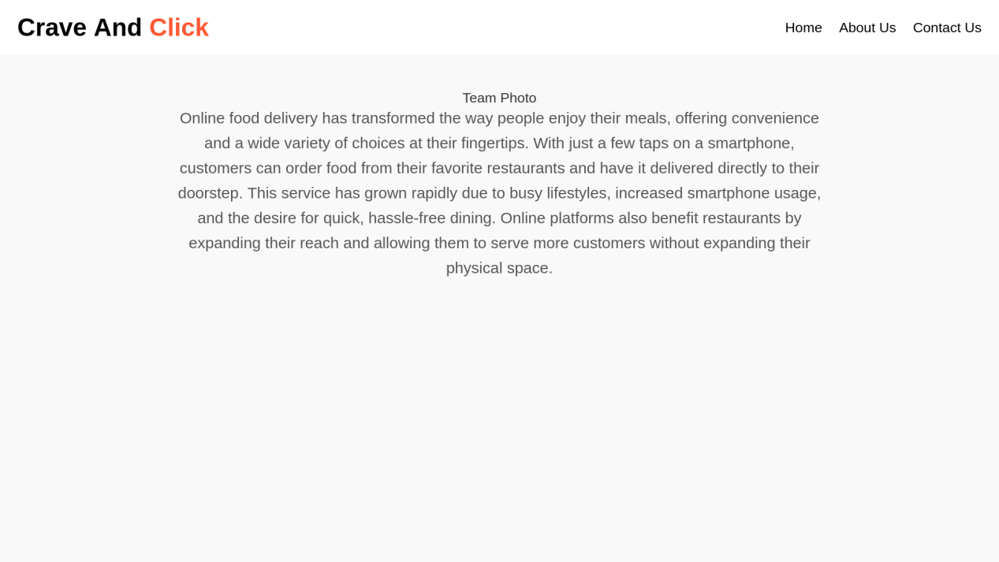 Crave And Click
Home About Us Contact Us
Team Photo
Online food delivery has transformed the way people enjoy their meals, offering convenience
and a wide variety of choices at their fingertips. With just a few taps on a smartphone,
customers can order food from their favorite restaurants and have it delivered directly to their
doorstep. This service has grown rapidly due to busy lifestyles, increased smartphone usage,
and the desire for quick, hassle-free dining. Online platforms also benefit restaurants by
expanding their reach and allowing them to serve more customers without expanding their
physical space.